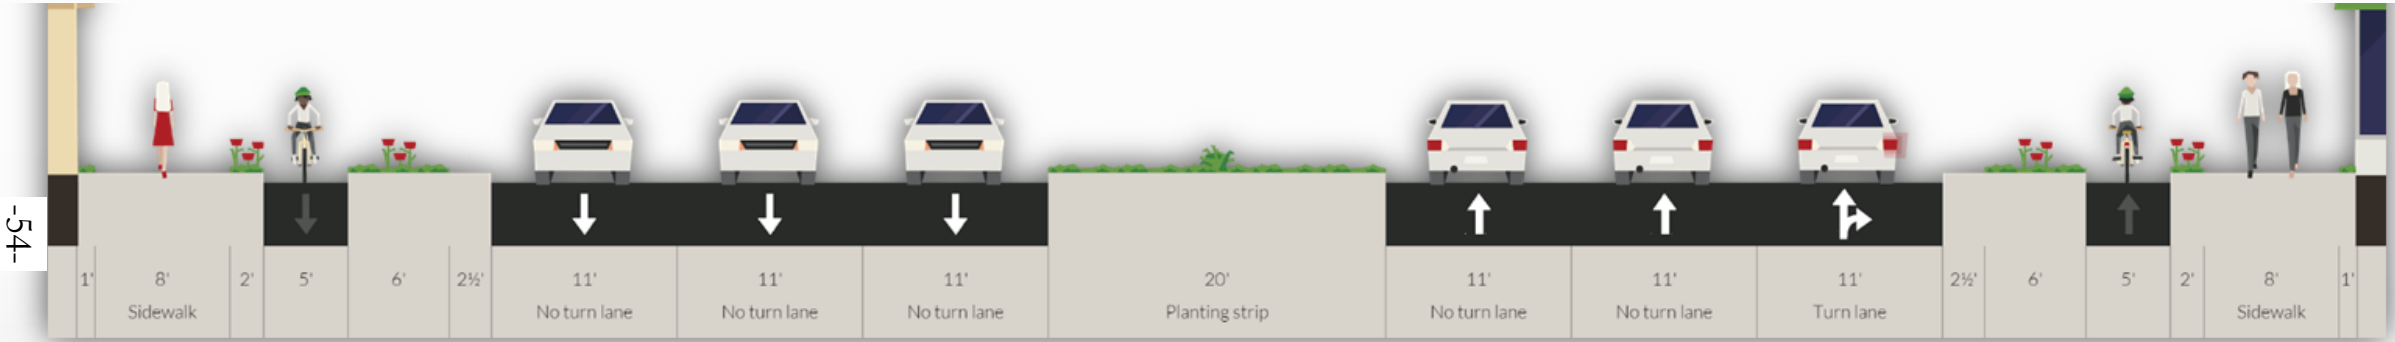 -54-
1' 8' 2' 5' 6' 2½' 11' 11' 11' 20' 11' 11' 11' 2½' 6' 5' 2' 8' 1'
Sidewalk No turn lane No turn lane No turn lane Planting strip No turn lane No turn lane Turn lane Sidewalk